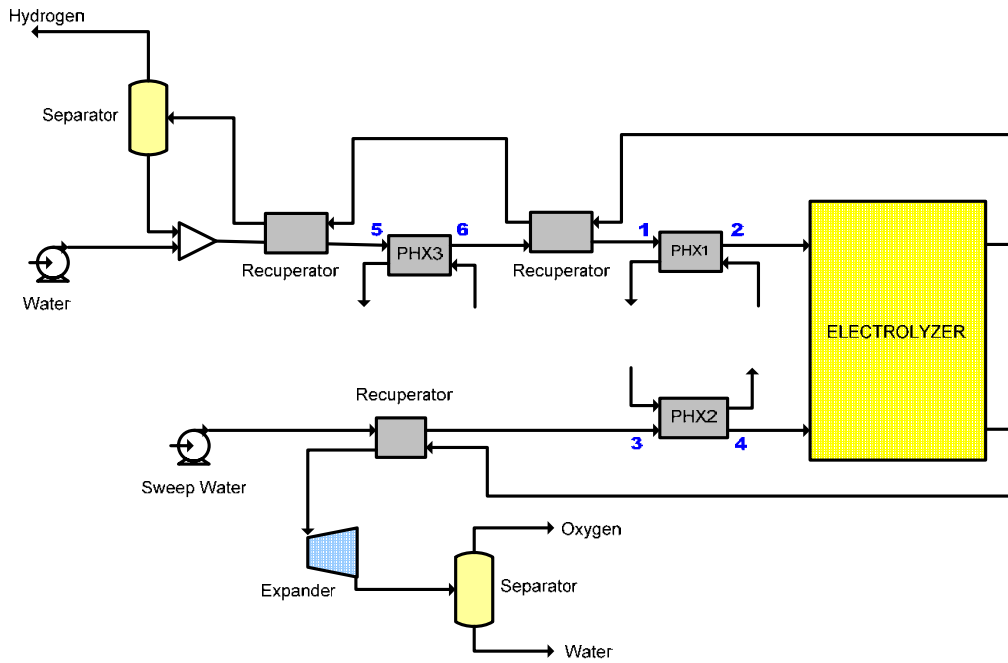 Hydrogen
Separator
5
6
1
2
PHX3
PHX1
Recuperator
Recuperator
Water
ELECTROLYZER
Recuperator
PHX2
3
4
Sweep Water
Oxygen
Expander
Separator
Water